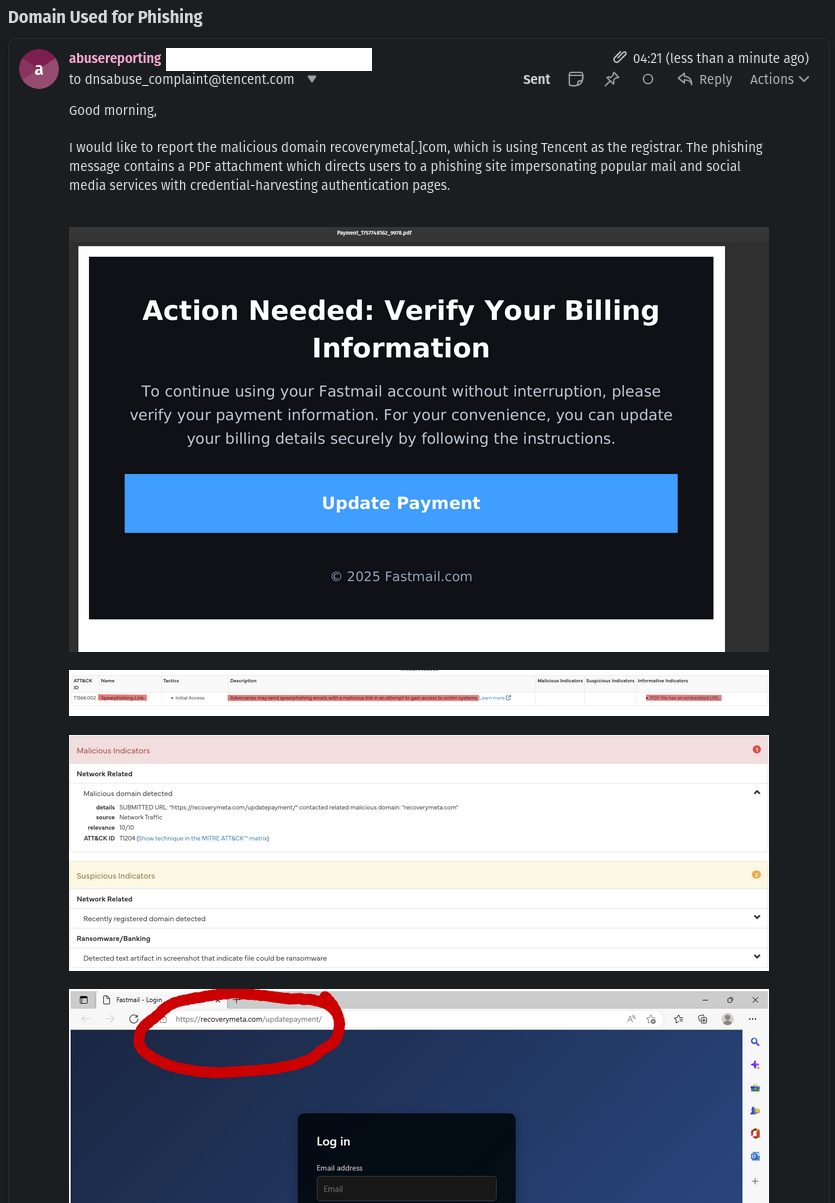 Domain Used for Phishing
a
abusereporting
04:21 (less than a minute ago)
to dnsabuse_complaint@tencent.com
Sent
Reply
Actions
Good morning,
I would like to report the malicious domain recoverymeta[.]com, which is using Tencent as the registrar. The phishing
message contains a PDF attachment which directs users to a phishing site impersonating popular mail and social
media services with credential-harvesting authentication pages.
Payment_1757748162_9978.pdf
Action Needed: Verify Your Billing
Information
To continue using your Fastmail account without interruption, please
verify your payment information. For your convenience, you can update
your billing details securely by following the instructions.
Update Payment
© 2025 Fastmail.com
ATT&CK ID
Name
Tactics
Description
Malicious Indicators
Suspicious Indicators
Informative Indicators
T1566.002
Spearphishing Link
• Initial Access
Adversaries may send spearphishing emails with a malicious link in an attempt to gain access to victim systems. Learn more
• PDF file has an embedded URL
Malicious Indicators
1
Network Related
Malicious domain detected
details SUBMITTED URL: "https://recoverymeta.com/updatepayment/" contacted related malicious domain: "recoverymeta.com"
source Network Traffic
relevance 10/10
ATT&CK ID T1204 (Show technique in the MITRE ATT&CK™ matrix)
Suspicious Indicators
2
Network Related
Recently registered domain detected
Ransomware/Banking
Detected text artifact in screenshot that indicate file could be ransomware
Fastmail - Login
https://recoverymeta.com/updatepayment/
Log in
Email address
Email